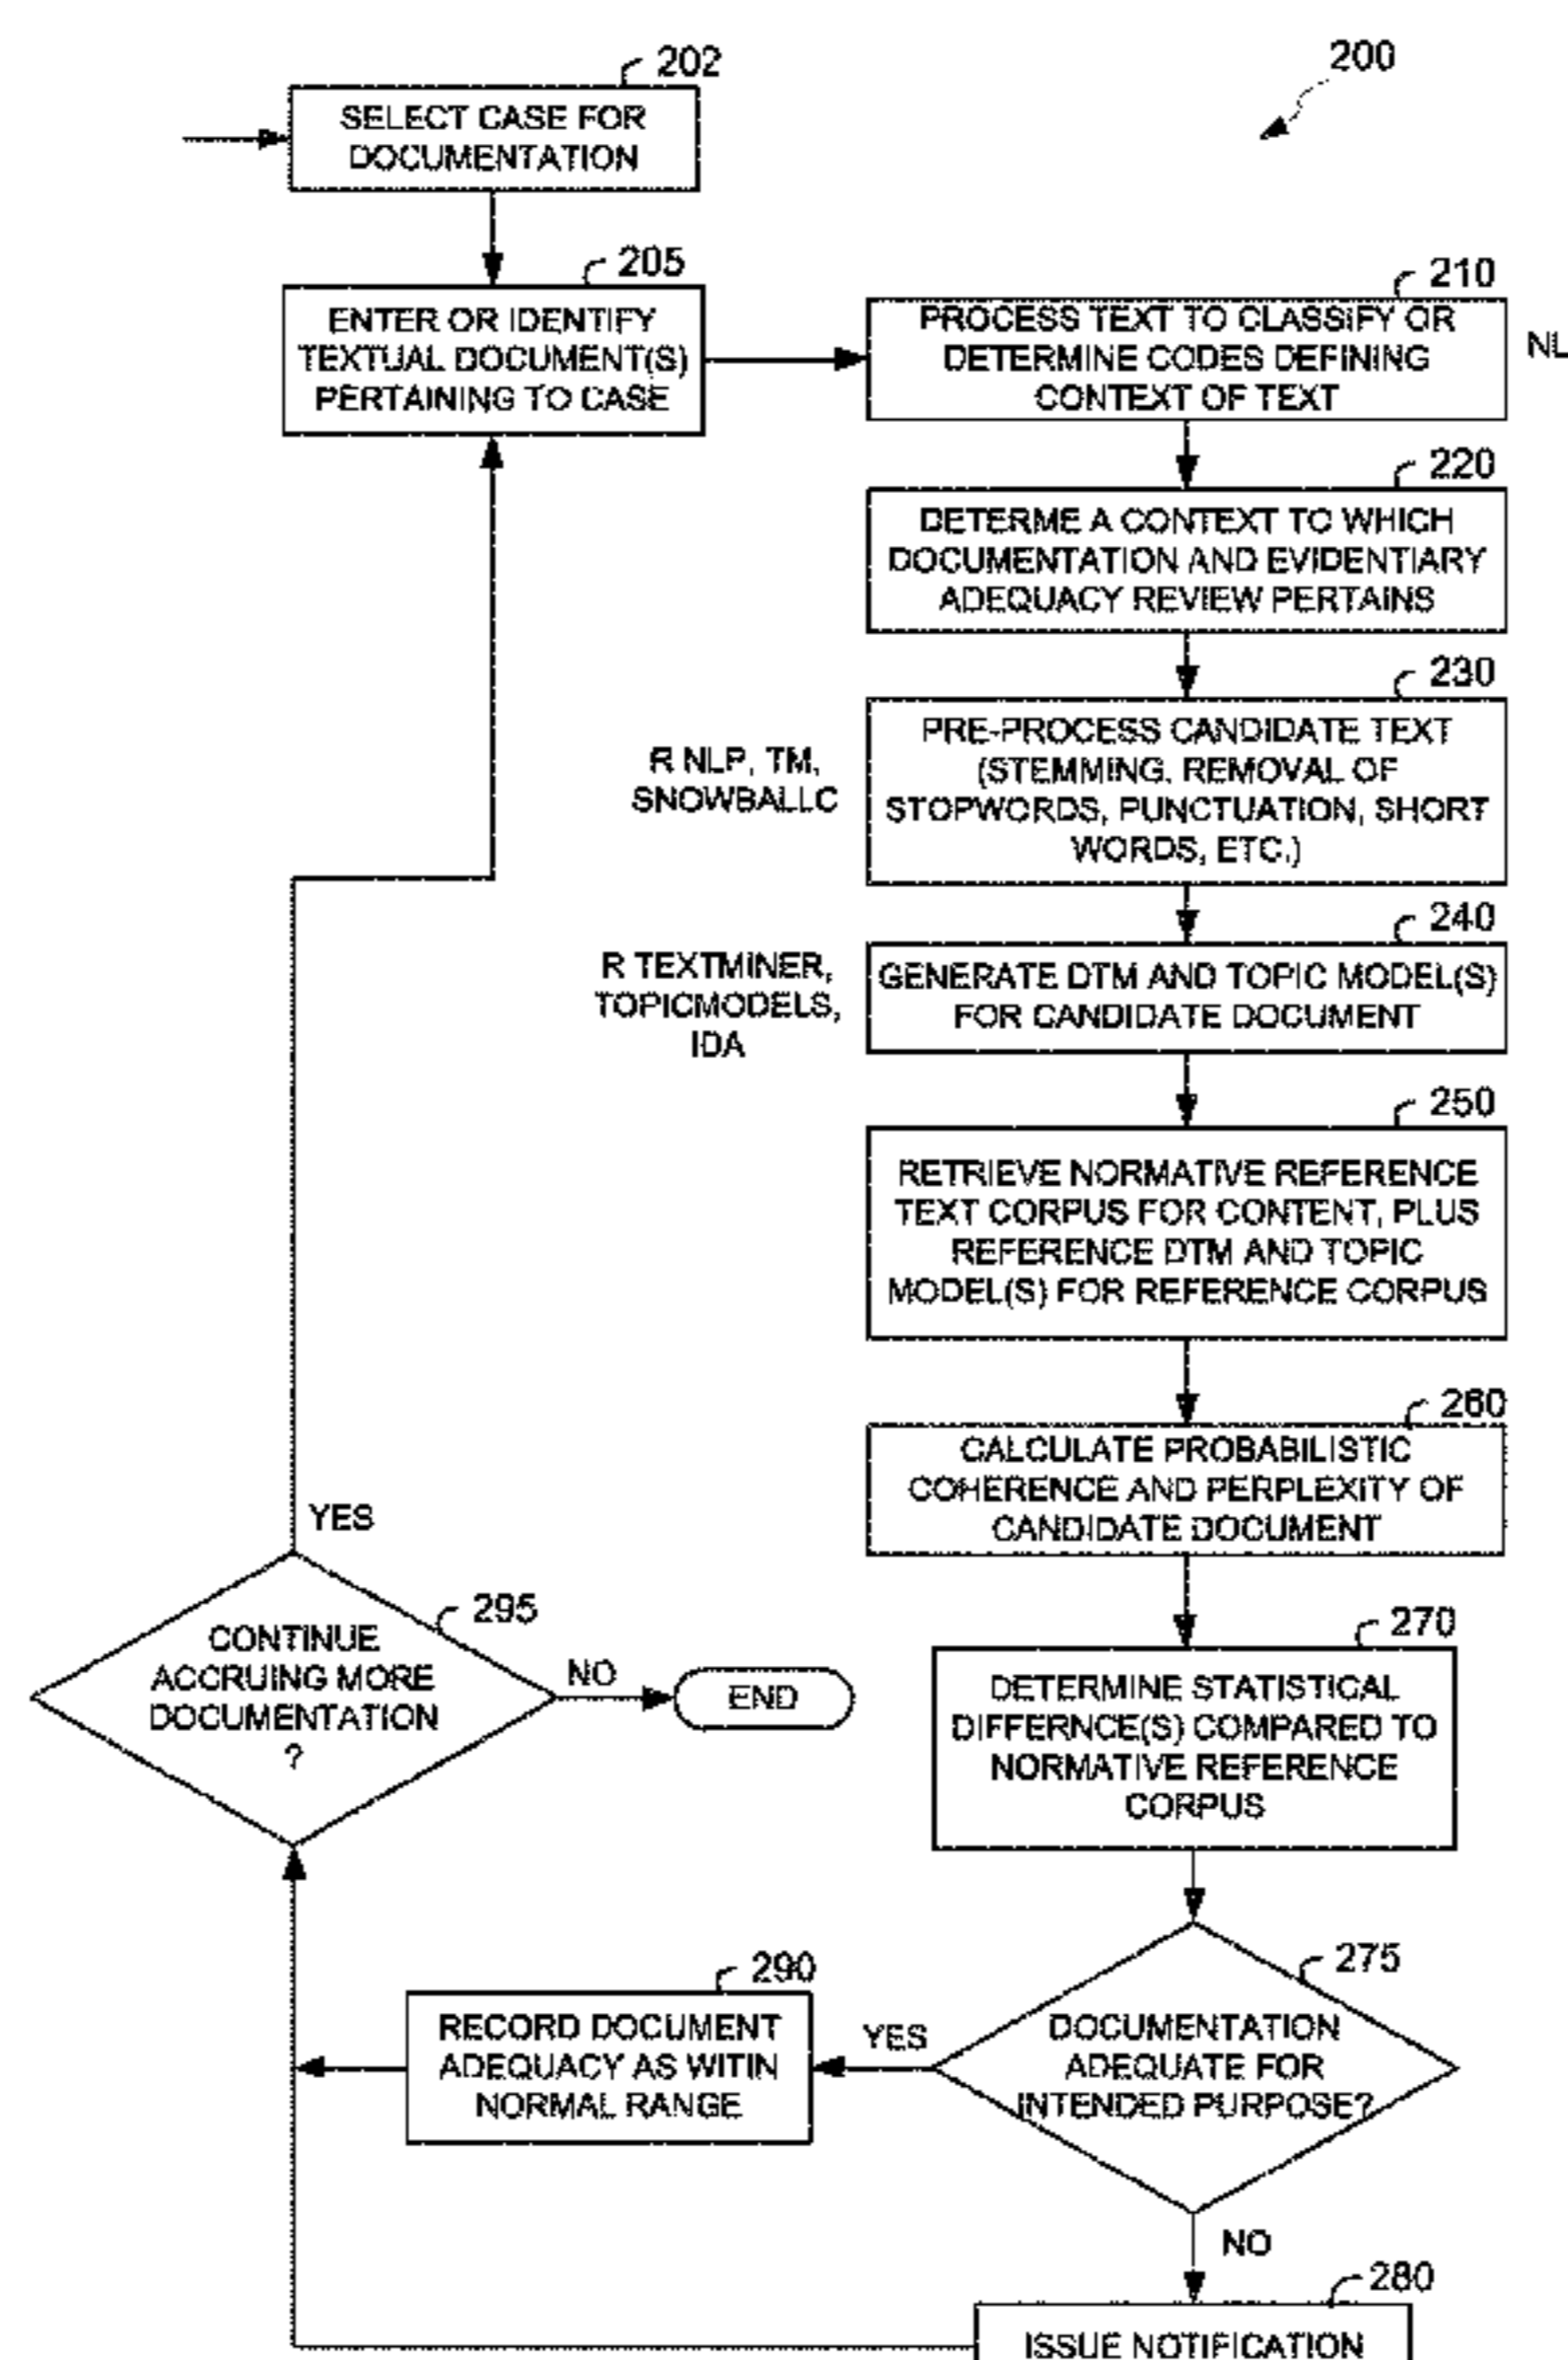 200
202
SELECT CASE FOR
DOCUMENTATION
205
ENTER OR IDENTIFY
TEXTUAL DOCUMENT(S)
PERTAINING TO CASE
210
PROCESS TEXT TO CLASSIFY OR
DETERMINE CODES DEFINING
CONTEXT OF TEXT
NL
220
DETERME A CONTEXT TO WHICH
DOCUMENTATION AND EVIDENTIARY
ADEQUACY REVIEW PERTAINS
230
PRE-PROCESS CANDIDATE TEXT
(STEMMING, REMOVAL OF
STOPWORDS, PUNCTUATION, SHORT
WORDS, ETC.)
R NLP, TM,
SNOWBALLC
240
GENERATE DTM AND TOPIC MODEL(S)
FOR CANDIDATE DOCUMENT
R TEXTMINER,
TOPICMODELS,
IDA
250
RETRIEVE NORMATIVE REFERENCE
TEXT CORPUS FOR CONTENT, PLUS
REFERENCE DTM AND TOPIC
MODEL(S) FOR REFERENCE CORPUS
260
CALCULATE PROBABILISTIC
COHERENCE AND PERPLEXITY OF
CANDIDATE DOCUMENT
270
DETERMINE STATISTICAL
DIFFERNCE(S) COMPARED TO
NORMATIVE REFERENCE
CORPUS
275
DOCUMENTATION
ADEQUATE FOR
INTENDED PURPOSE?
YES
NO
280
ISSUE NOTIFICATION
290
RECORD DOCUMENT
ADEQUACY AS WITIN
NORMAL RANGE
295
CONTINUE
ACCRUING MORE
DOCUMENTATION
?
YES
NO
END